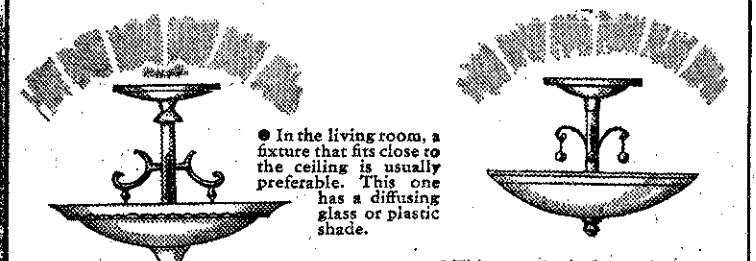 ● In the living room, a
fixture that fits close to
the ceiling is usually
preferable. This one
has a diffusing
glass or plastic
shade.